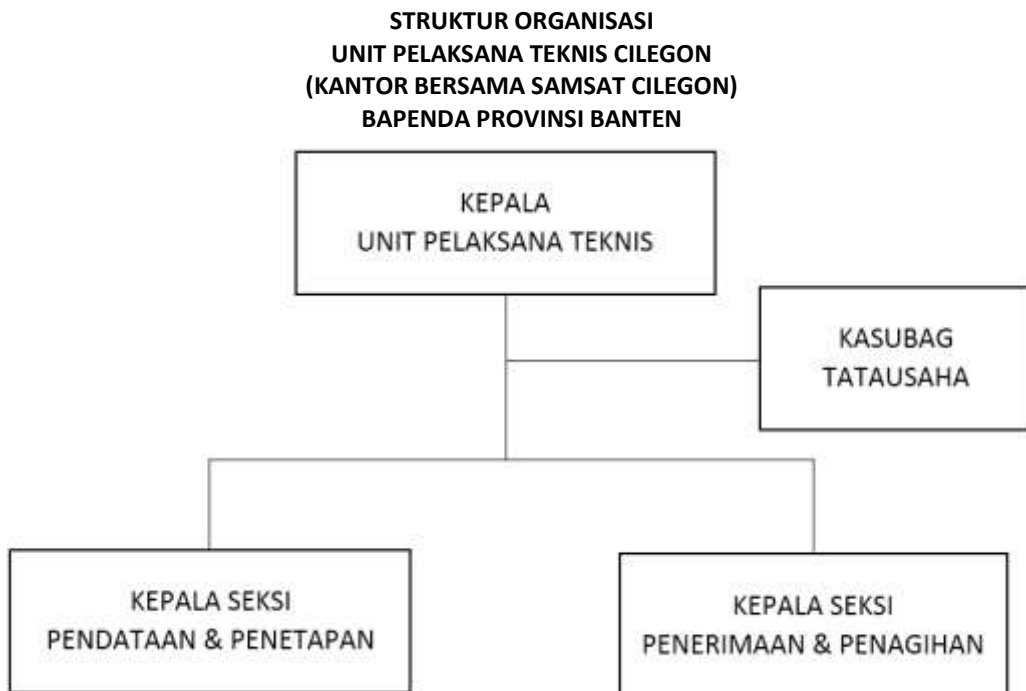 STRUKTUR ORGANISASI
UNIT PELAKSANA TEKNIS CILEGON
(KANTOR BERSAMA SAMSAT CILEGON)
BAPENDA PROVINSI BANTEN
KEPALA
UNIT PELAKSANA TEKNIS
KASUBAG
TATAUSAHA
KEPALA SEKSI
PENDATAAN & PENETAPAN
KEPALA SEKSI
PENERIMAAN & PENAGIHAN